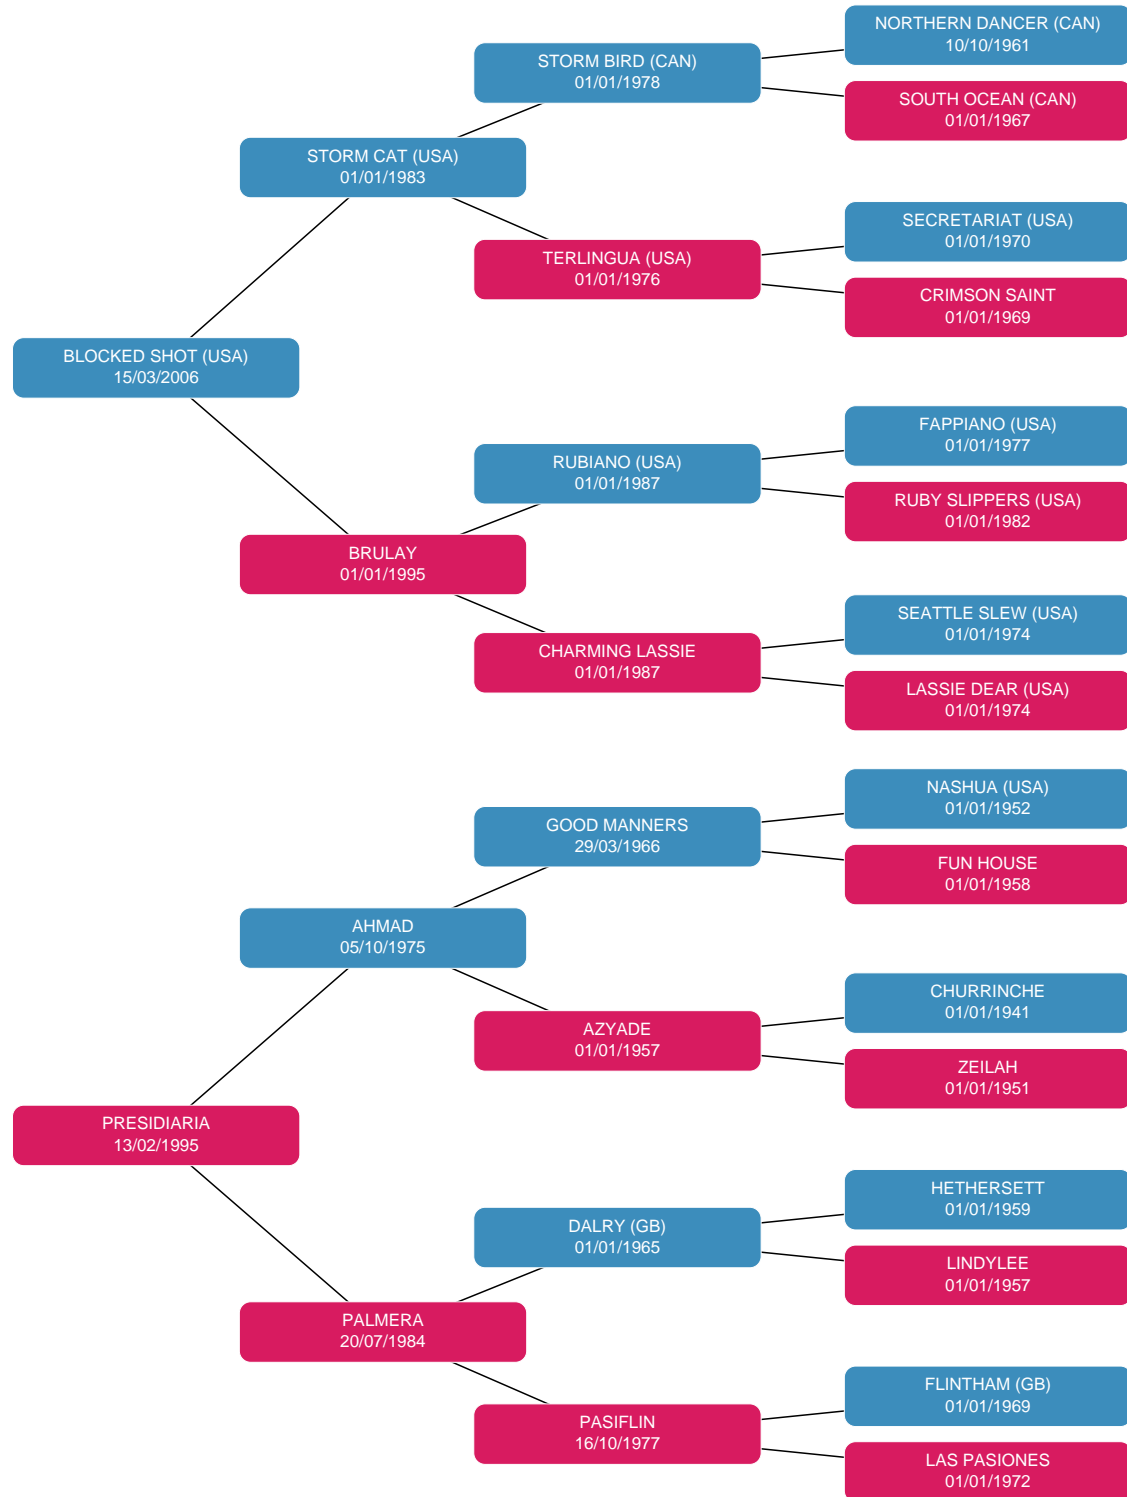 NORTHERN DANCER (CAN)
10/10/1961
STORM BIRD (CAN)
01/01/1978
SOUTH OCEAN (CAN)
01/01/1967
STORM CAT (USA)
01/01/1983
SECRETARIAT (USA)
01/01/1970
TERLINGUA (USA)
01/01/1976
CRIMSON SAINT
01/01/1969
BLOCKED SHOT (USA)
15/03/2006
FAPPIANO (USA)
01/01/1977
RUBIANO (USA)
01/01/1987
RUBY SLIPPERS (USA)
01/01/1982
BRULAY
01/01/1995
SEATTLE SLEW (USA)
01/01/1974
CHARMING LASSIE
01/01/1987
LASSIE DEAR (USA)
01/01/1974
NASHUA (USA)
01/01/1952
GOOD MANNERS
29/03/1966
FUN HOUSE
01/01/1958
AHMAD
05/10/1975
CHURRINCHE
01/01/1941
AZYADE
01/01/1957
ZEILAH
01/01/1951
PRESIDIARIA
13/02/1995
HETHERSETT
01/01/1959
DALRY (GB)
01/01/1965
LINDYLEE
01/01/1957
PALMERA
20/07/1984
FLINTHAM (GB)
01/01/1969
PASIFLIN
16/10/1977
LAS PASIONES
01/01/1972